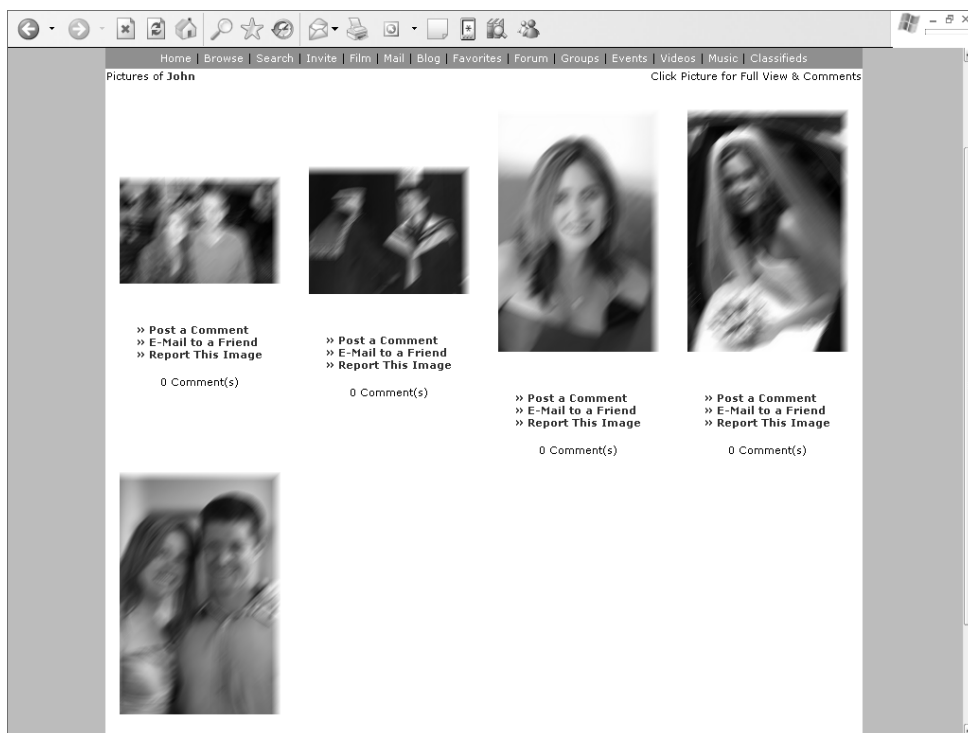 Home | Browse | Search | Invite | Film | Mail | Blog | Favorites | Forum | Groups | Events | Videos | Music | Classifieds
Pictures of John
Click Picture for Full View & Comments
» Post a Comment
» E-Mail to a Friend
» Report This Image
0 Comment(s)
» Post a Comment
» E-Mail to a Friend
» Report This Image
0 Comment(s)
» Post a Comment
» E-Mail to a Friend
» Report This Image
0 Comment(s)
» Post a Comment
» E-Mail to a Friend
» Report This Image
0 Comment(s)